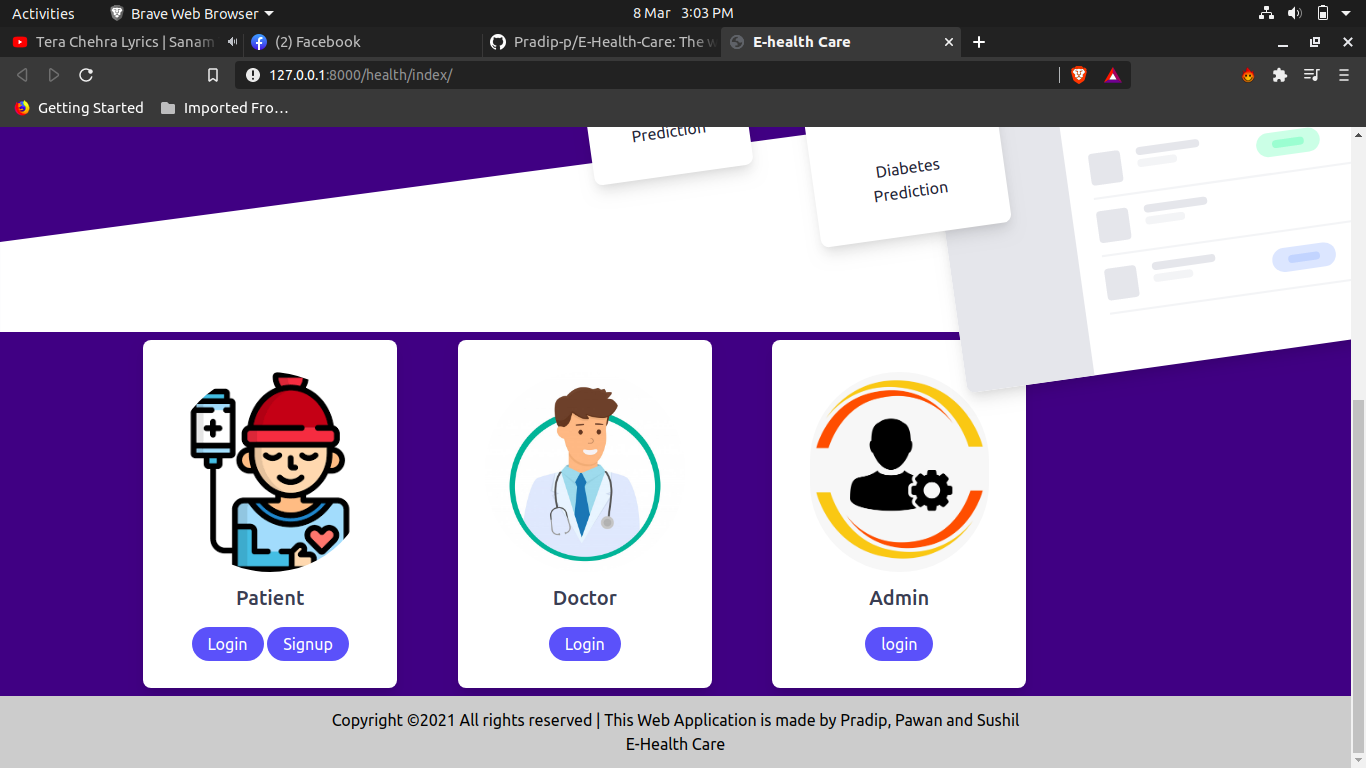 Activities
Brave Web Browser
8 Mar 3:03 PM
Tera Chehra Lyrics | Sanam
(2) Facebook
Pradip-p/E-Health-Care: The w
E-health Care
127.0.0.1:8000/health/index/
Getting Started
Imported Fro…
Prediction
Diabetes
Prediction
Patient
Doctor
Admin
Login
Signup
Login
login
Copyright ©2021 All rights reserved | This Web Application is made by Pradip, Pawan and Sushil
E-Health Care